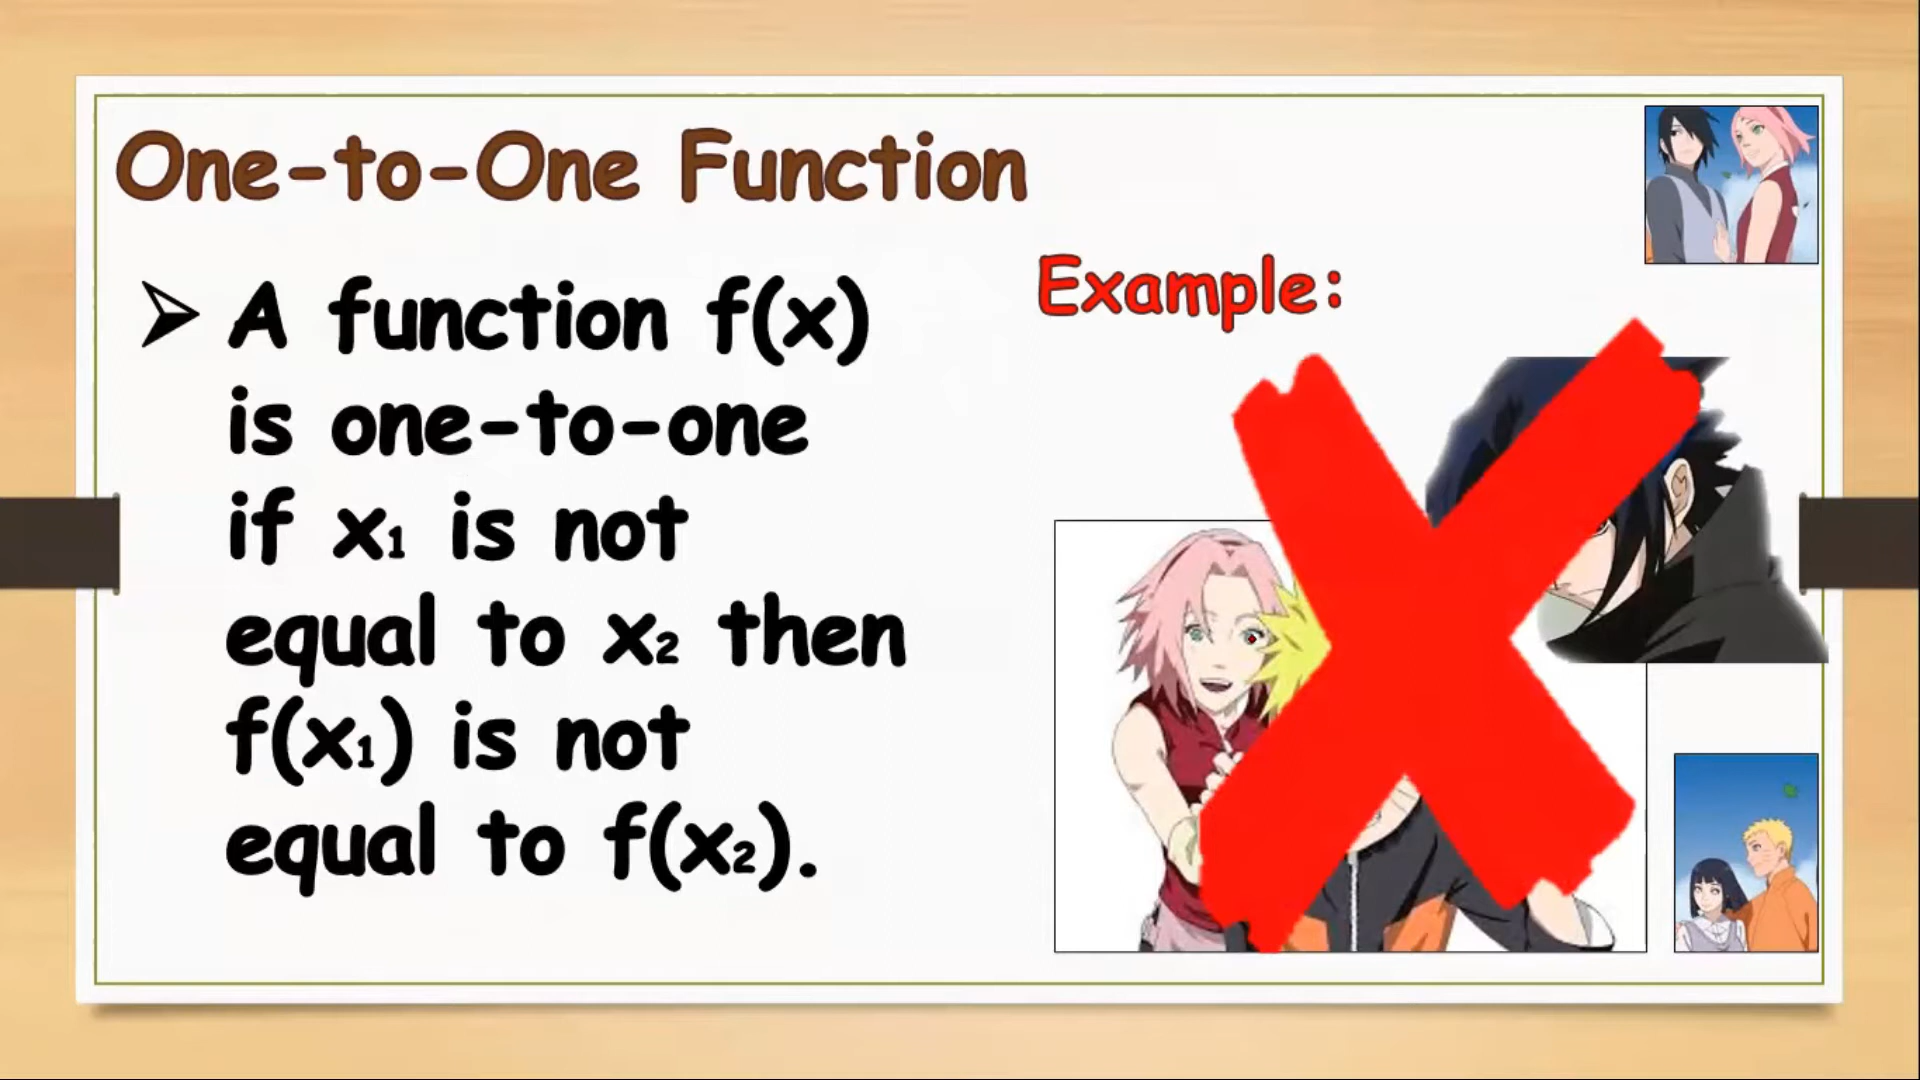 One-to-One Function
➢ A function f(x)
is one-to-one
if x₁ is not
equal to x₂ then
f(x₁) is not
equal to f(x₂).
Example: